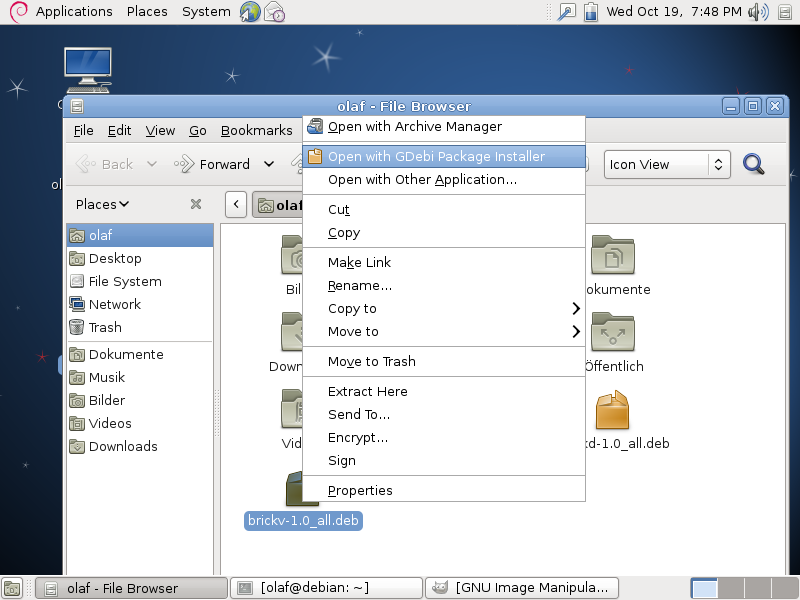 Applications Places System Wed Oct 19, 7:48 PM
olaf - File Browser
File Edit View Go Bookmarks
Open with Archive Manager
Back Forward Icon View
Open with GDebi Package Installer
Open with Other Application...
Places olaf
Cut
Copy
Make Link
Rename...
Copy to
Move to
Move to Trash
Extract Here
Send To...
Encrypt...
Sign
Properties
olaf
Desktop
File System
Network
Trash
Dokumente
Musik
Bilder
Videos
Downloads
Bil okumente
Down Öffentlich
Vid d-1.0_all.deb
brickv-1.0_all.deb
olaf - File Browser [olaf@debian: ~] [GNU Image Manipula...